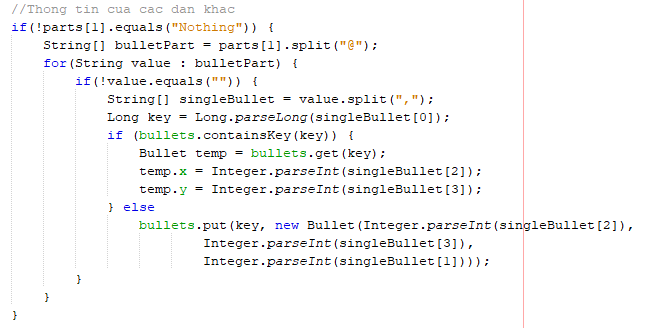 //Thong tin cua cac dan khac
if(!parts[1].equals("Nothing")) {
    String[] bulletPart = parts[1].split("@");
    for(String value : bulletPart) {
        if(!value.equals("")) {
            String[] singleBullet = value.split(",");
            Long key = Long.parseLong(singleBullet[0]);
            if (bullets.containsKey(key)) {
                Bullet temp = bullets.get(key);
                temp.x = Integer.parseInt(singleBullet[2]);
                temp.y = Integer.parseInt(singleBullet[3]);
            } else
                bullets.put(key, new Bullet(Integer.parseInt(singleBullet[2]),
                        Integer.parseInt(singleBullet[3]),
                        Integer.parseInt(singleBullet[1])));
        }
    }
}